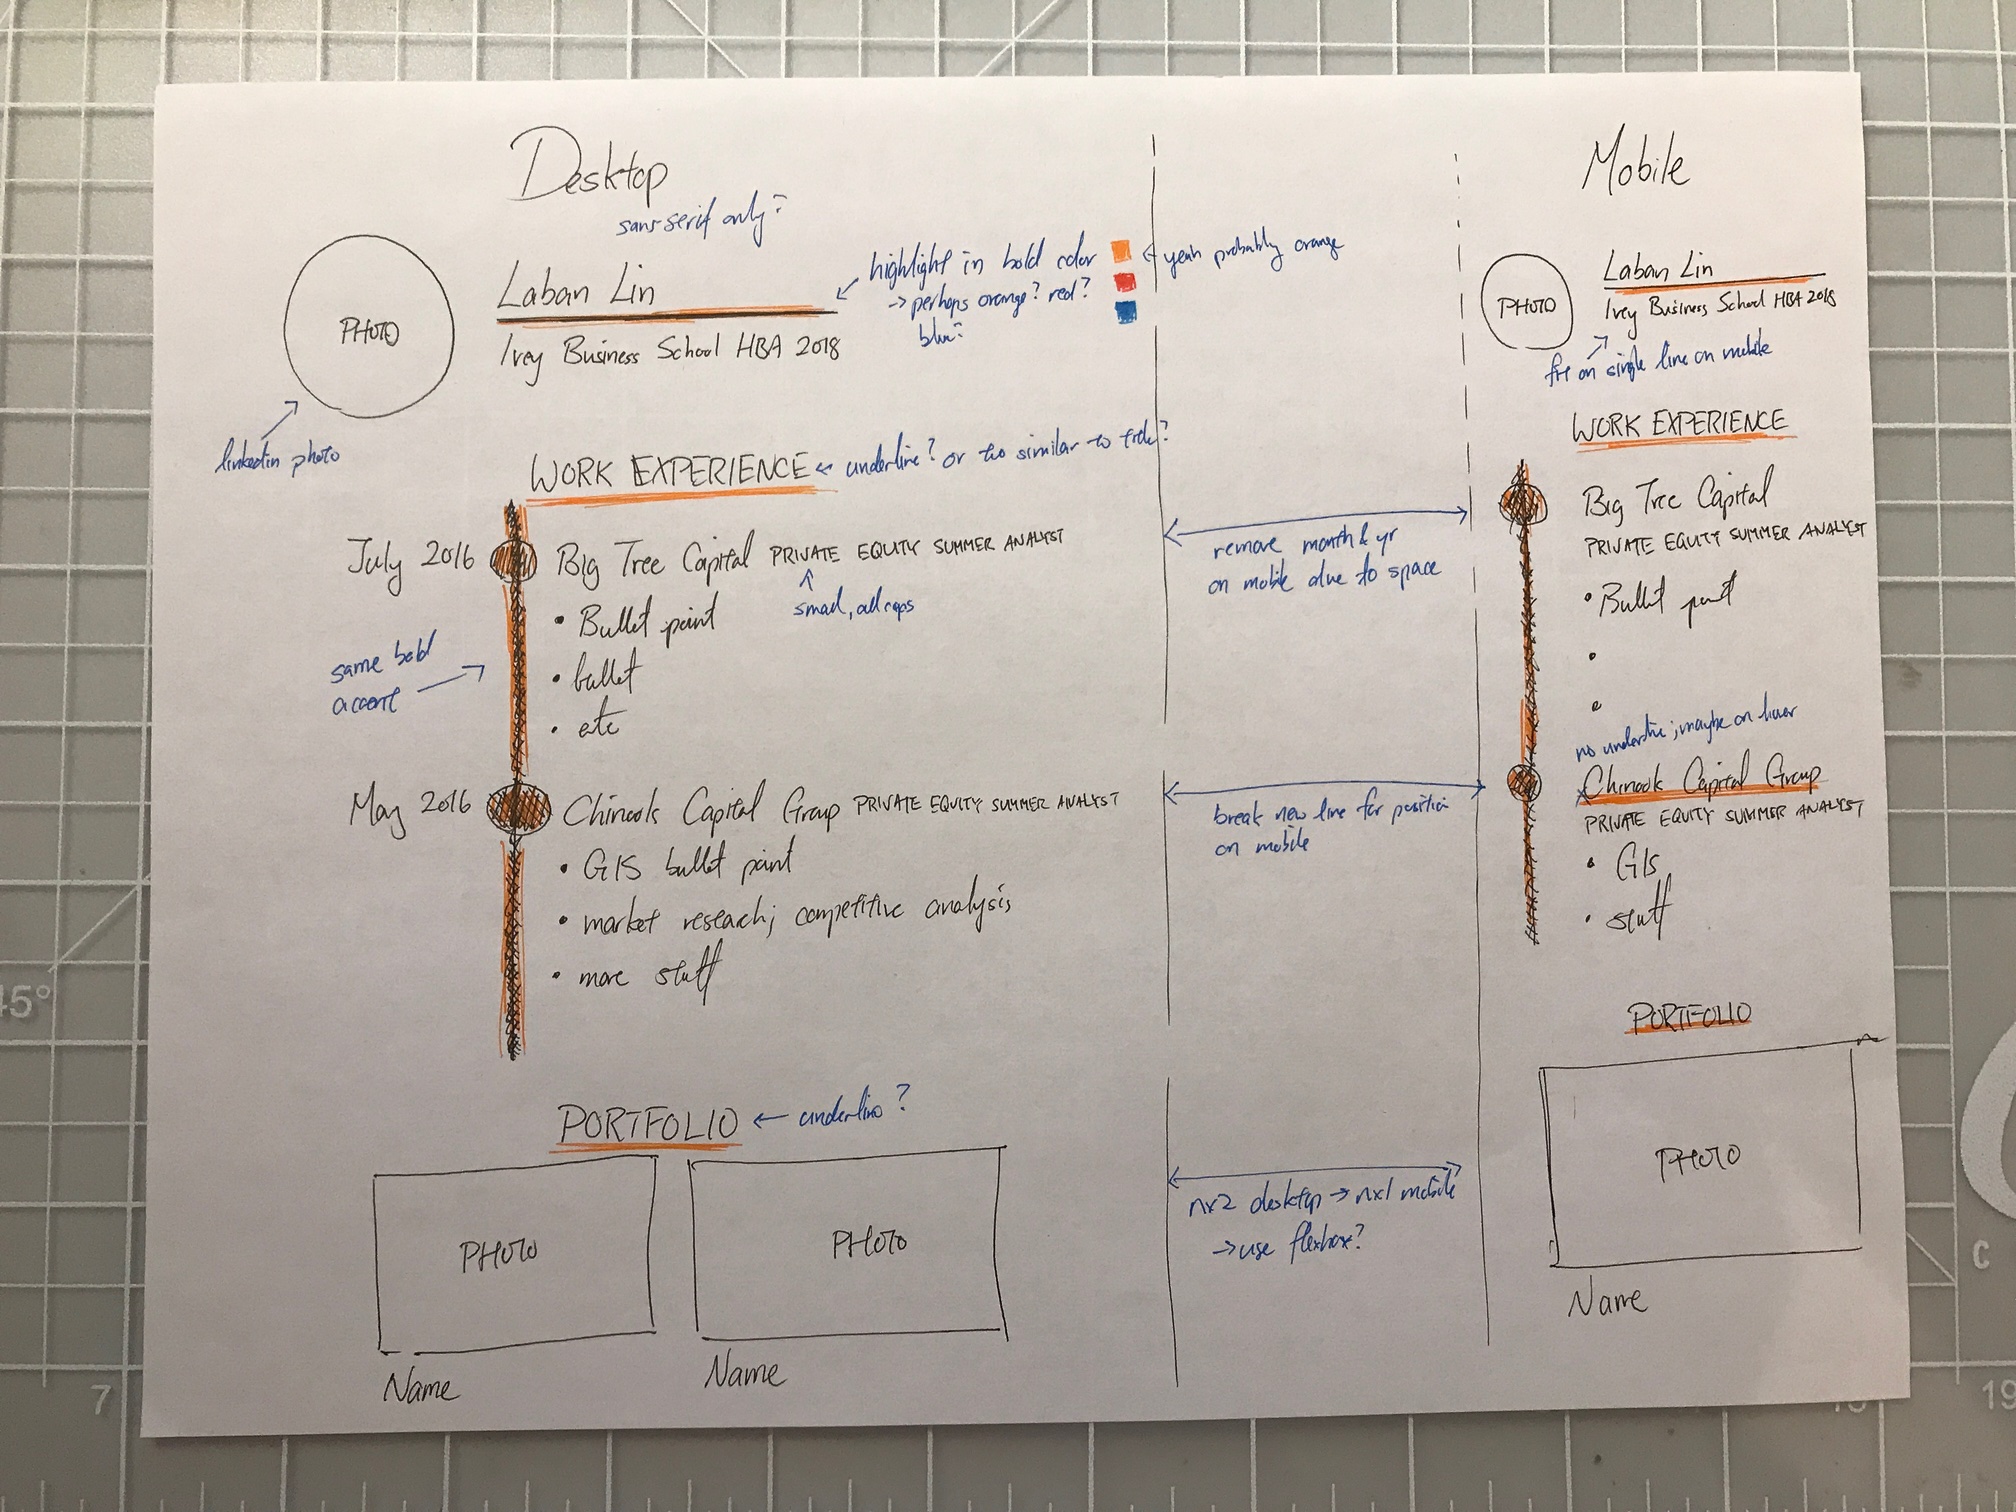 Desktop
sans-serif only?
PHOTO
linkedin photo
Laban Lin
Ivey Business School HBA 2018
highlight in bold color
-> perhaps orange? red?
blue?
<- yeah probably orange
WORK EXPERIENCE
<- underline? or too similar to title?
July 2016
Big Tree Capital PRIVATE EQUITY SUMMER ANALYST
small, all caps
• Bullet point
• bullet
• etc
same bold
accent
May 2016
Chinook Capital Group PRIVATE EQUITY SUMMER ANALYST
• GIS bullet point
• market research; competitive analysis
• more stuff
PORTFOLIO
<- underline?
PHOTO
PHOTO
Name
Name
remove month & yr
on mobile due to space
break new line for position
on mobile
nx2 desktop -> nx1 mobile
-> use flexbox?
Mobile
PHOTO
Laban Lin
Ivey Business School HBA 2018
fit on single line on mobile
WORK EXPERIENCE
Big Tree Capital
PRIVATE EQUITY SUMMER ANALYST
• Bullet point
•
•
no underline; maybe on hover
Chinook Capital Group
PRIVATE EQUITY SUMMER ANALYST
• GIS
• stuff
PORTFOLIO
PHOTO
Name
45°
7
C
19